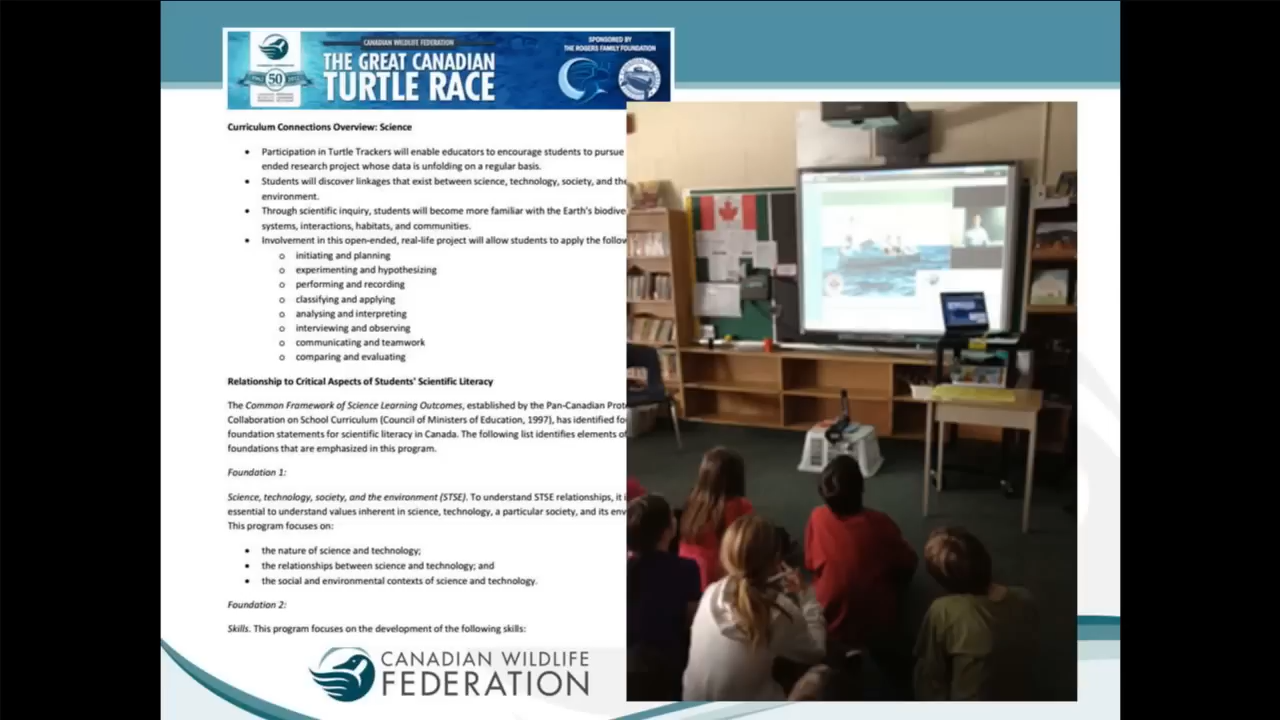 CANADIAN WILDLIFE FEDERATION
THE GREAT CANADIAN
TURTLE RACE
SPONSORED BY
THE ROGERS FAMILY FOUNDATION
50
Curriculum Connections Overview: Science
• Participation in Turtle Trackers will enable educators to encourage students to pursue
ended research project whose data is unfolding on a regular basis.
• Students will discover linkages that exist between science, technology, society, and the
environment.
• Through scientific inquiry, students will become more familiar with the Earth's biodive
systems, interactions, habitats, and communities.
• Involvement in this open-ended, real-life project will allow students to apply the follow
o initiating and planning
o experimenting and hypothesizing
o performing and recording
o classifying and applying
o analysing and interpreting
o interviewing and observing
o communicating and teamwork
o comparing and evaluating
Relationship to Critical Aspects of Students' Scientific Literacy
The Common Framework of Science Learning Outcomes, established by the Pan-Canadian Proto
Collaboration on School Curriculum (Council of Ministers of Education, 1997), has identified fo
foundation statements for scientific literacy in Canada. The following list identifies elements of
foundations that are emphasized in this program.
Foundation 1:
Science, technology, society, and the environment (STSE). To understand STSE relationships, it i
essential to understand values inherent in science, technology, a particular society, and its env
This program focuses on:
• the nature of science and technology;
• the relationships between science and technology; and
• the social and environmental contexts of science and technology.
Foundation 2:
Skills. This program focuses on the development of the following skills:
CANADIAN WILDLIFE
FEDERATION